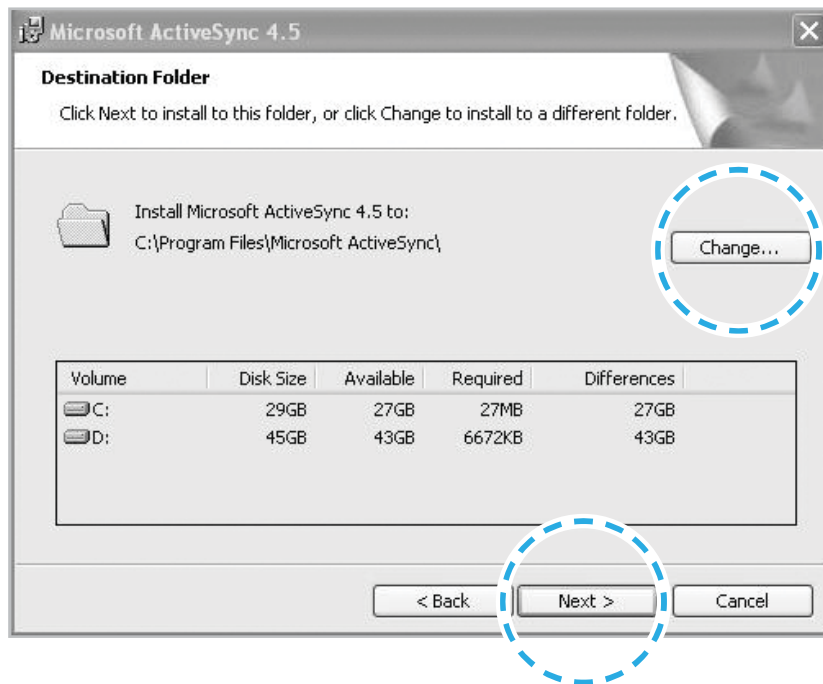 Microsoft ActiveSync 4.5
Destination Folder
Click Next to install to this folder, or click Change to install to a different folder.
Install Microsoft ActiveSync 4.5 to:
C:\Program Files\Microsoft ActiveSync\
Change...
Volume Disk Size Available Required Differences
C: 29GB 27GB 27MB 27GB
D: 45GB 43GB 6672KB 43GB
< Back Next > Cancel